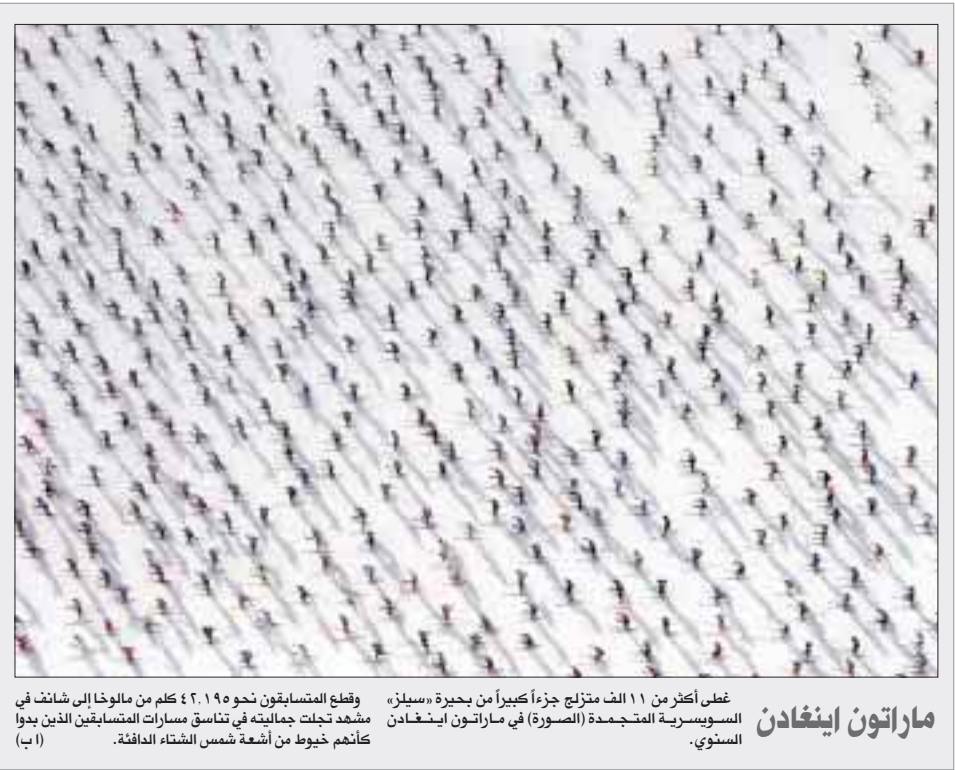 ماراتون اينغادن
غطى أكثر من ١١ الف متزلج جزءاً كبيراً من بحيرة «سيلز»
السويسرية المتجمدة (الصورة) في ماراتون اينغادن
السنوي.
وقطع المتسابقون نحو ٤٢,١٩٥ كلم من مالوخا إلى شانف في
مشهد تجلت جماليته في تناسق مسارات المتسابقين الذين بدوا
كأنهم خيوط من أشعة شمس الشتاء الدافئة. (ا ب)